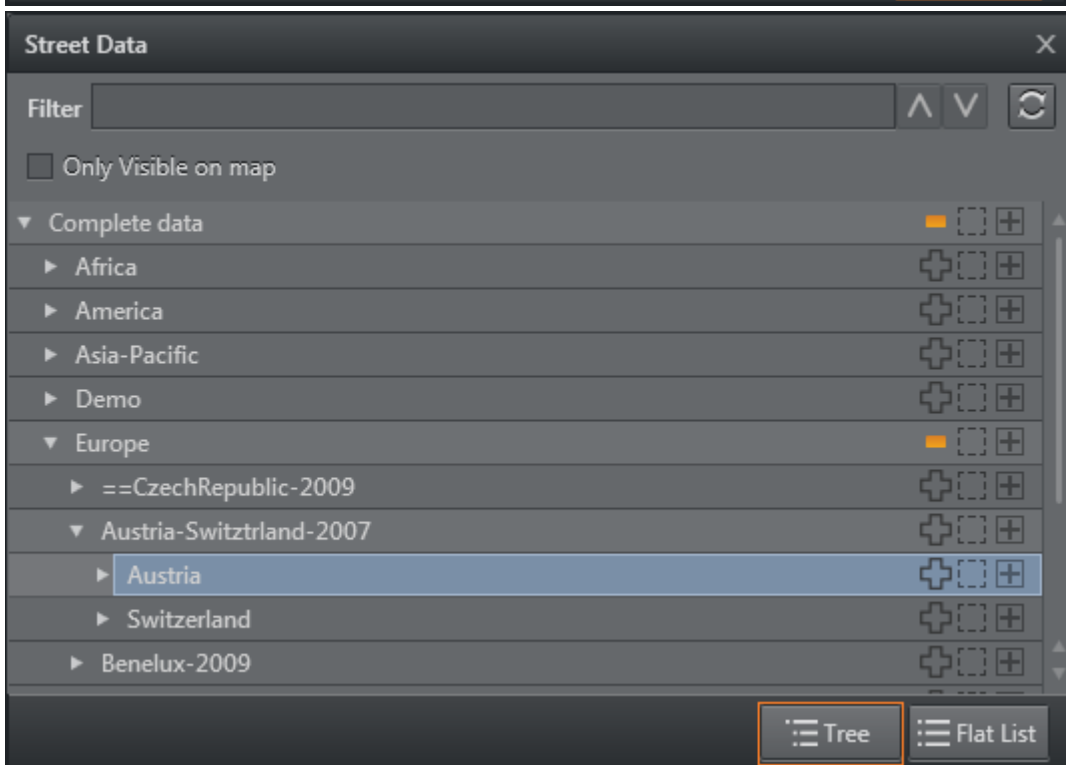 Street Data
Filter
Only Visible on map
Complete data
Africa
America
Asia-Pacific
Demo
Europe
==CzechRepublic-2009
Austria-Switztrland-2007
Austria
Switzerland
Benelux-2009
Tree
Flat List